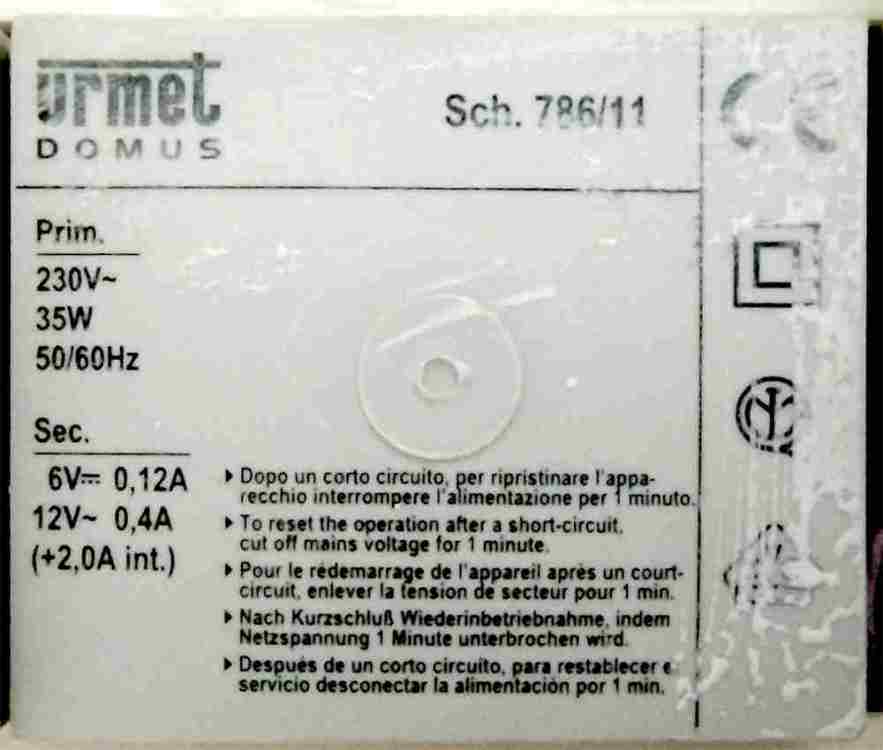 urmet
DOMUS
Sch. 786/11
CE
Prim.
230V~
35W
50/60Hz
Sec.
6V⎓ 0,12A
12V~ 0,4A
(+2,0A int.)
‣ Dopo un corto circuito, per ripristinare l'appa-
recchio interrompere l'alimentazione per 1 minuto.
‣ To reset the operation after a short-circuit,
cut off mains voltage for 1 minute.
‣ Pour le rédemarrage de l'appareil après un court-
circuit, enlever la tension de secteur pour 1 min.
‣ Nach Kurzschluß Wiederinbetriebnahme, indem
Netzspannung 1 Minute unterbrochen wird.
‣ Después de un corto circuito, para restablecer e
servicio desconectar la alimentación por 1 min.